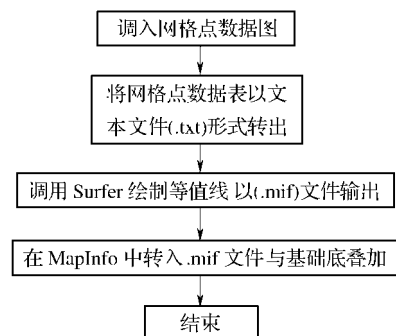 调入网格点数据图
将网格点数据表以文
本文件(.txt)形式转出
调用 Surfer 绘制等值线 以(.mif)文件输出
在 MapInfo 中转入 .mif 文件与基础底叠加
结束